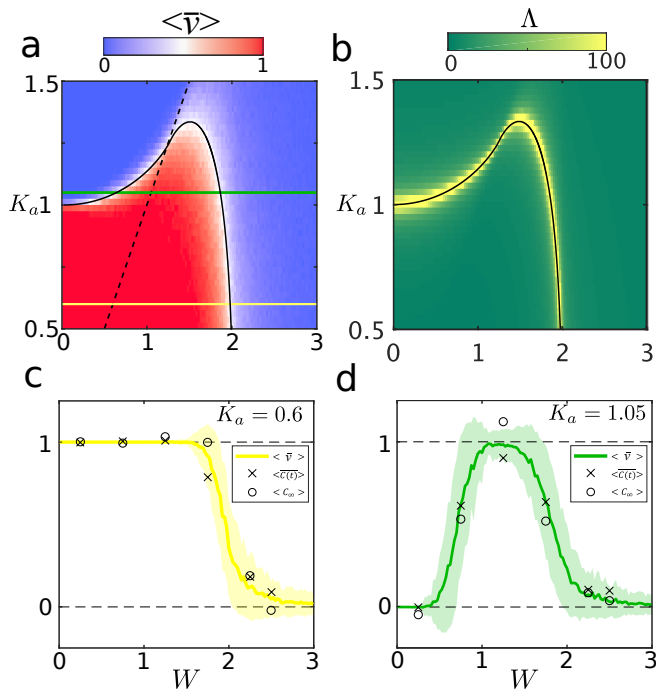 a
<v̄>
0 1
b
Λ
0 100
1.5
K_a
1
0.5
0 1 2 3
1.5
1
0.5
0 1 2 3
c
K_a = 0.6
1
< v̄ >
<\overline{C(t)}>
< C_∞ >
0
0 1 2 3
W
d
K_a = 1.05
1
< v̄ >
<\overline{C(t)}>
< C_∞ >
0
0 1 2 3
W